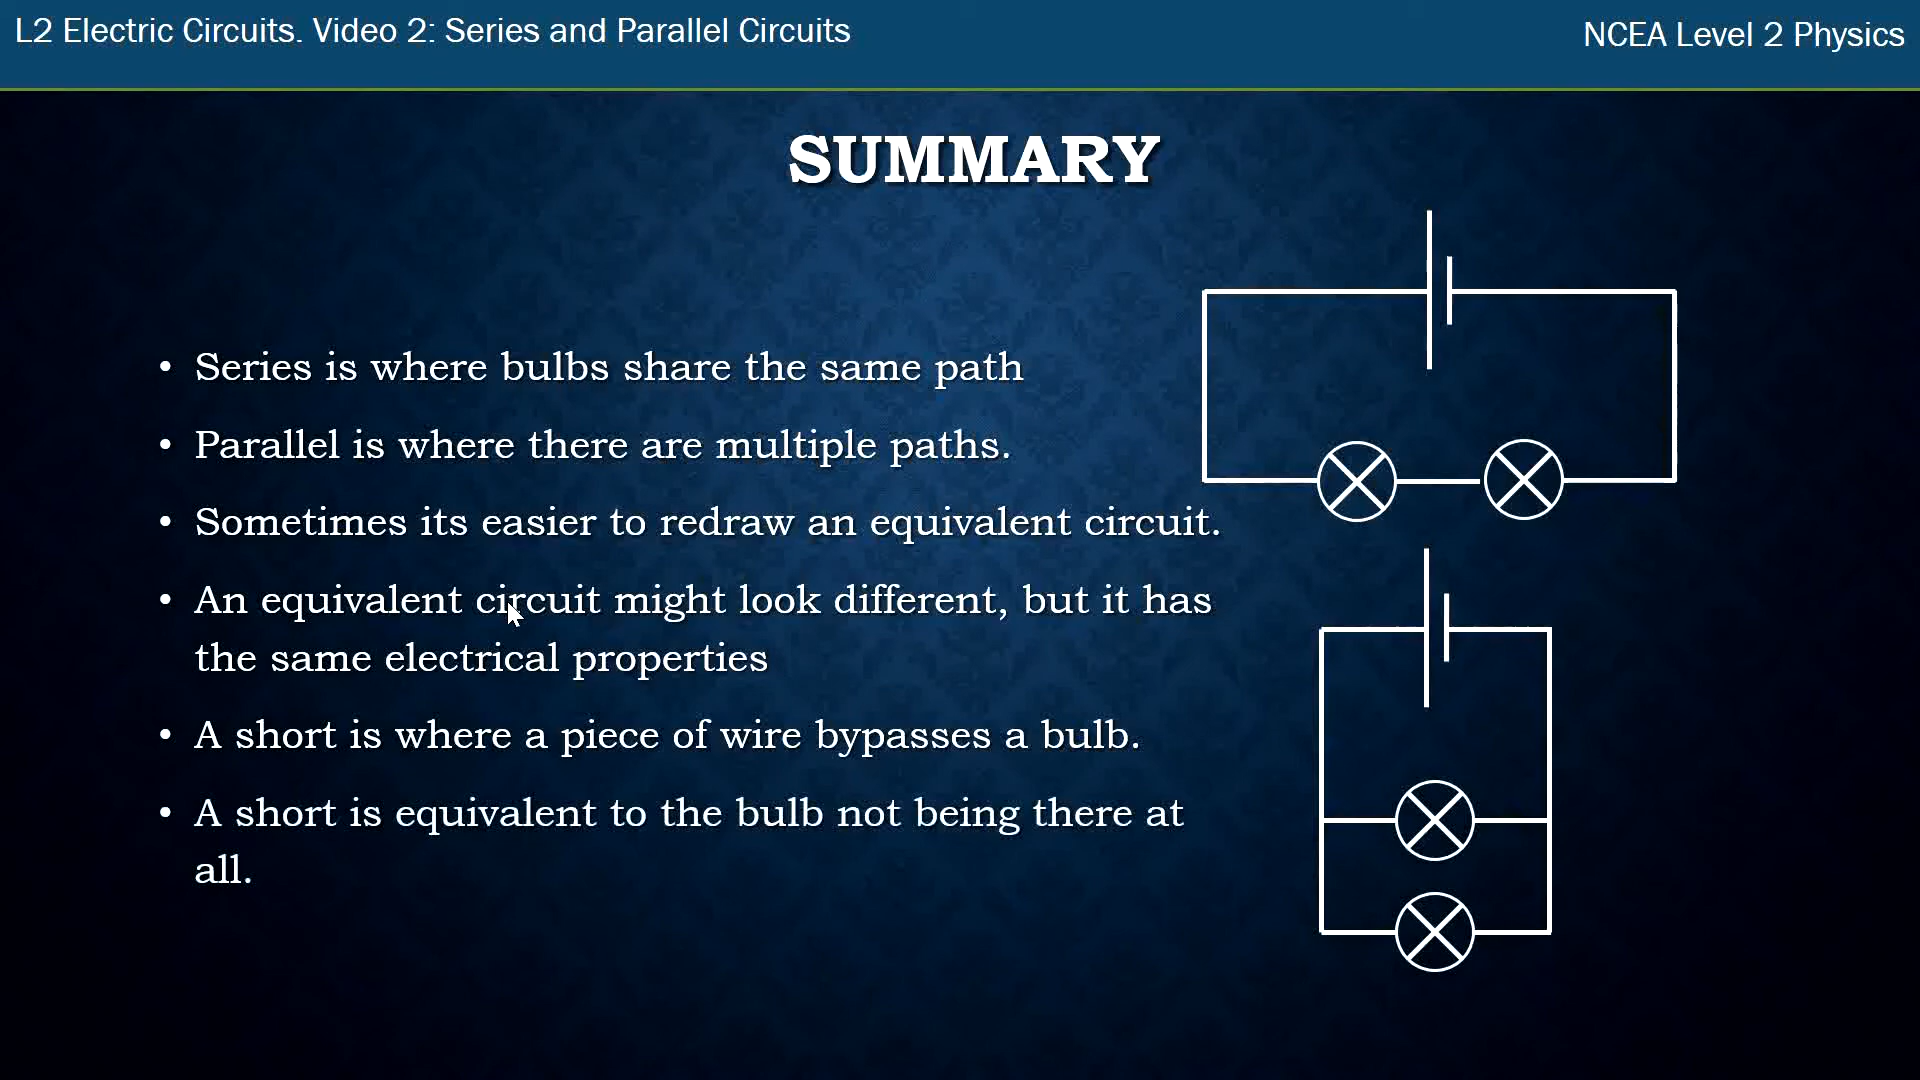 L2 Electric Circuits. Video 2: Series and Parallel Circuits
NCEA Level 2 Physics
SUMMARY
• Series is where bulbs share the same path
• Parallel is where there are multiple paths.
• Sometimes its easier to redraw an equivalent circuit.
• An equivalent circuit might look different, but it has
the same electrical properties
• A short is where a piece of wire bypasses a bulb.
• A short is equivalent to the bulb not being there at
all.